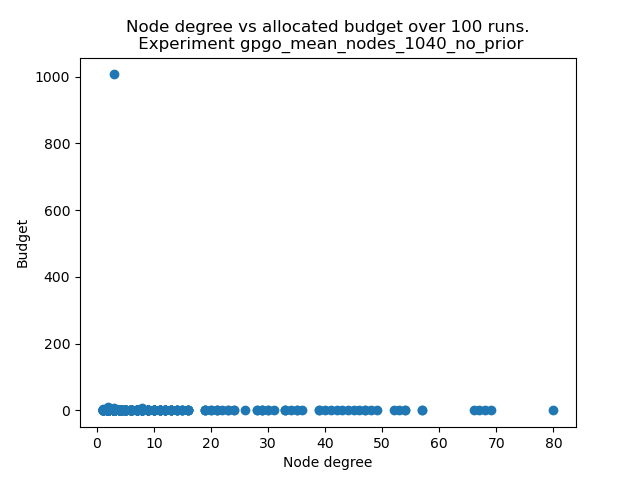 Node degree vs allocated budget over 100 runs.
Experiment gpgo_mean_nodes_1040_no_prior
1000
800
600
400
200
0
Budget
0 10 20 30 40 50 60 70 80
Node degree